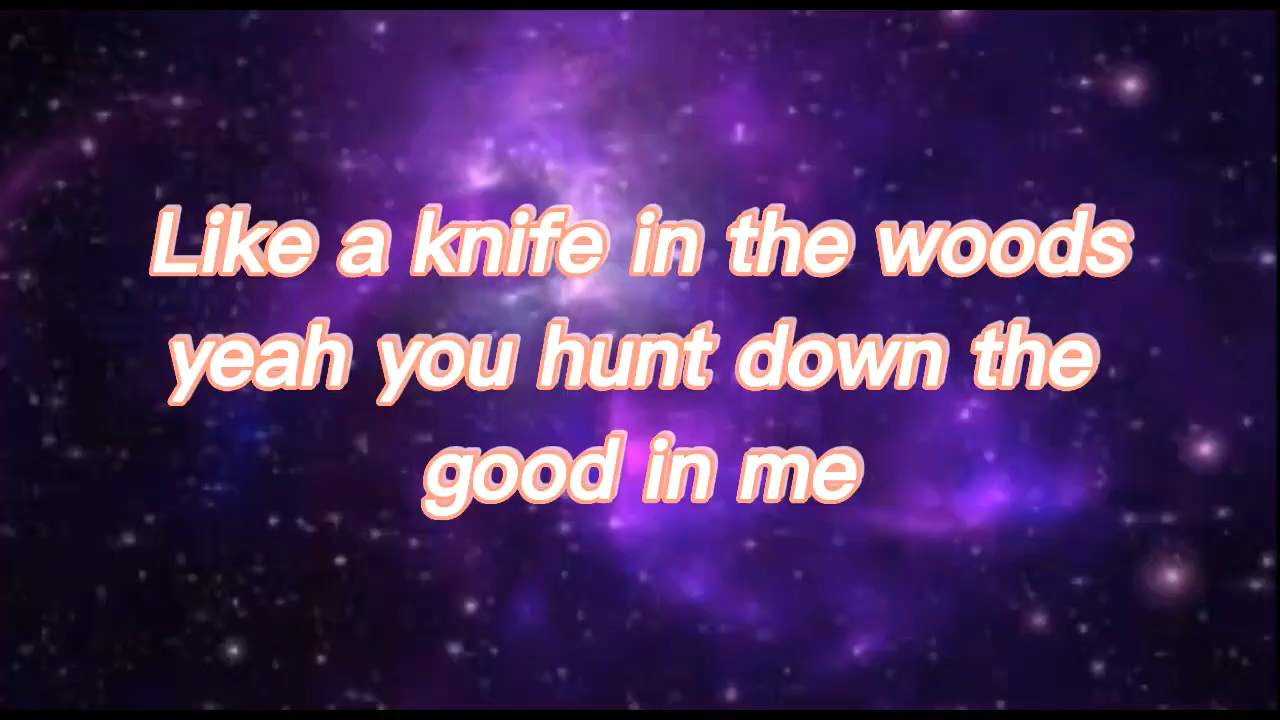 Like a knife in the woods
yeah you hunt down the
good in me